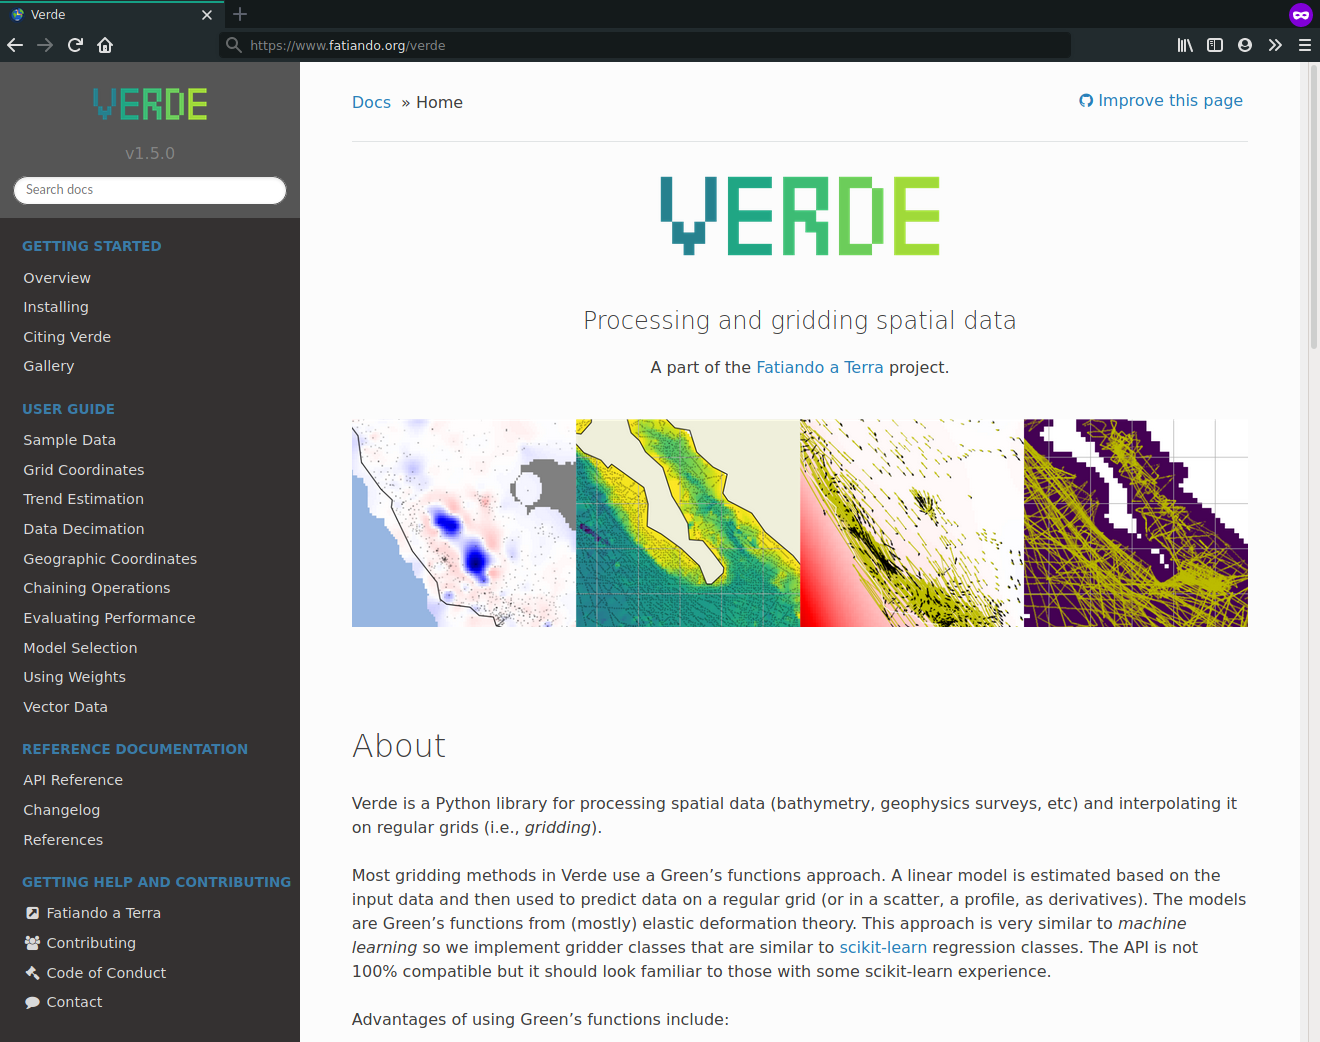 Verde
https://www.fatiando.org/verde
VERDE
v1.5.0
Search docs
GETTING STARTED
Overview
Installing
Citing Verde
Gallery
USER GUIDE
Sample Data
Grid Coordinates
Trend Estimation
Data Decimation
Geographic Coordinates
Chaining Operations
Evaluating Performance
Model Selection
Using Weights
Vector Data
REFERENCE DOCUMENTATION
API Reference
Changelog
References
GETTING HELP AND CONTRIBUTING
Fatiando a Terra
Contributing
Code of Conduct
Contact
Docs » Home
Improve this page
VERDE
Processing and gridding spatial data
A part of the Fatiando a Terra project.
About
Verde is a Python library for processing spatial data (bathymetry, geophysics surveys, etc) and interpolating it
on regular grids (i.e., gridding).
Most gridding methods in Verde use a Green’s functions approach. A linear model is estimated based on the
input data and then used to predict data on a regular grid (or in a scatter, a profile, as derivatives). The models
are Green’s functions from (mostly) elastic deformation theory. This approach is very similar to machine
learning so we implement gridder classes that are similar to scikit-learn regression classes. The API is not
100% compatible but it should look familiar to those with some scikit-learn experience.
Advantages of using Green’s functions include: